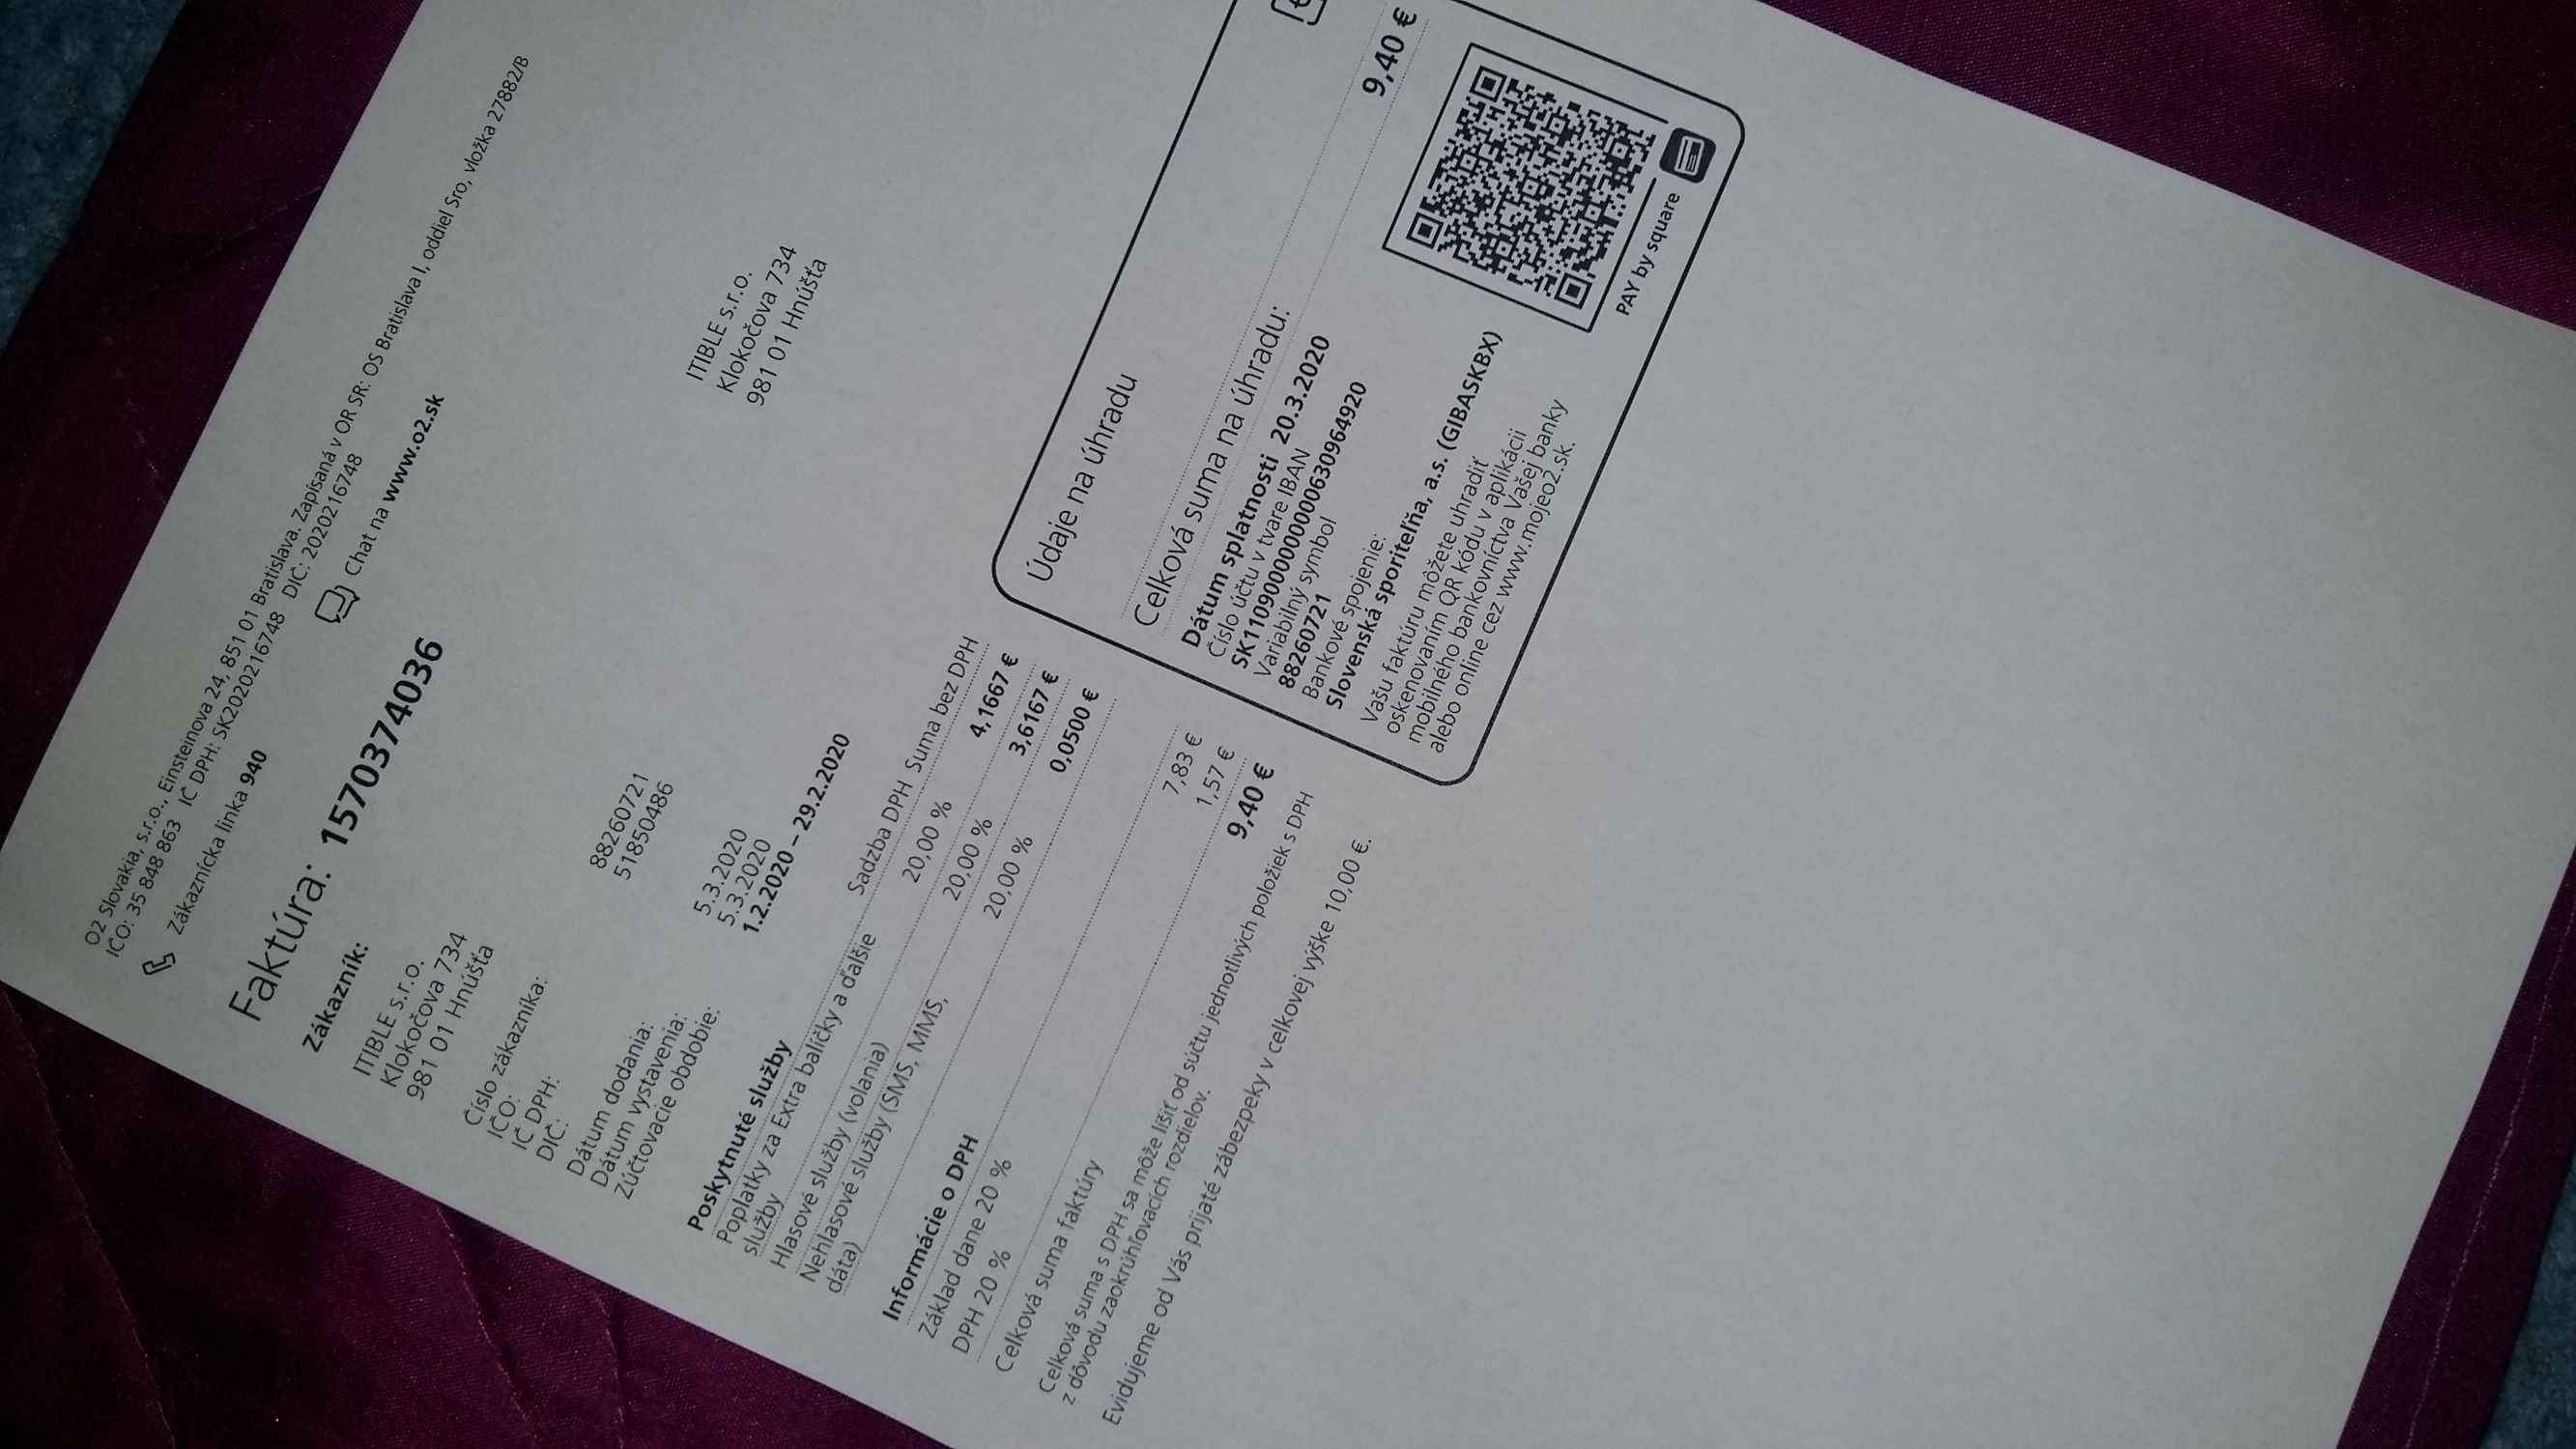 O2 Slovakia, s.r.o., Einsteinova 24, 851 01 Bratislava. Zapísaná v OR SR: OS Bratislava I, oddiel Sro, vložka 27882/B
IČO: 35 848 863 IČ DPH: SK2020216748 DIČ: 2020216748
Zákaznícka linka 940
Chat na www.o2.sk
Faktúra: 1570374036
Zákazník:
ITIBLE s.r.o.
Klokočova 734
981 01 Hnúšťa
ITIBLE s.r.o.
Klokočova 734
981 01 Hnúšťa
Číslo zákazníka: 88260721
IČO: 51850486
IČ DPH:
DIČ:
Dátum dodania: 5.3.2020
Dátum vystavenia: 5.3.2020
Zúčtovacie obdobie: 1.2.2020 – 29.2.2020
Poskytnuté služby Sadzba DPH Suma bez DPH
Poplatky za Extra balíčky a ďalšie
služby 20,00 % 4,1667 €
Hlasové služby (volania) 20,00 % 3,6167 €
Nehlasové služby (SMS, MMS,
dáta) 20,00 % 0,0500 €
Informácie o DPH
Základ dane 20 % 7,83 €
DPH 20 % 1,57 €
Celková suma faktúry 9,40 €
Celková suma s DPH sa môže líšiť od súčtu jednotlivých položiek s DPH
z dôvodu zaokrúhľovacích rozdielov.
Evidujeme od Vás prijaté zábezpeky v celkovej výške 10,00 €.
Údaje na úhradu
Celková suma na úhradu: 9,40 €
Dátum splatnosti 20.3.2020
Číslo účtu v tvare IBAN
SK1109000000000630964920
Variabilný symbol
88260721
Bankové spojenie:
Slovenská sporiteľňa, a.s. (GIBASKBX)
Vašu faktúru môžete uhradiť
oskenovaním QR kódu v aplikácii
mobilného bankovníctva Vašej banky
alebo online cez www.mojeo2.sk.
PAY by square